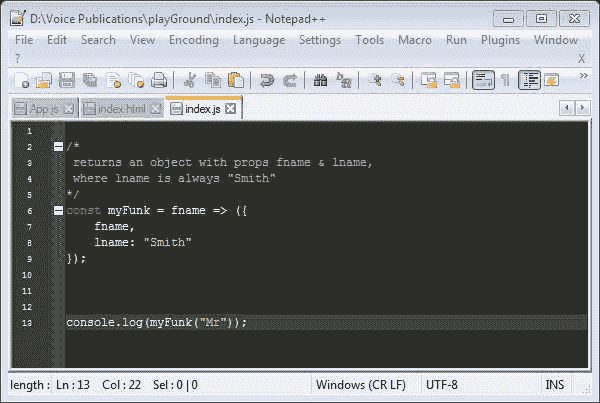 D:\Voice Publications\playGround\index.js - Notepad++
File Edit Search View Encoding Language Settings Tools Macro Run Plugins Window
? X
App.js index.html index.js
1
2 /*
3 returns an object with props fname & lname,
4 where lname is always "Smith"
5 */
6 const myFunk = fname => ({
7 fname,
8 lname: "Smith"
9 });
10
11
12
13 console.log(myFunk("Mr"));
length : Ln : 13 Col : 22 Sel : 0 | 0 Windows (CR LF) UTF-8 INS